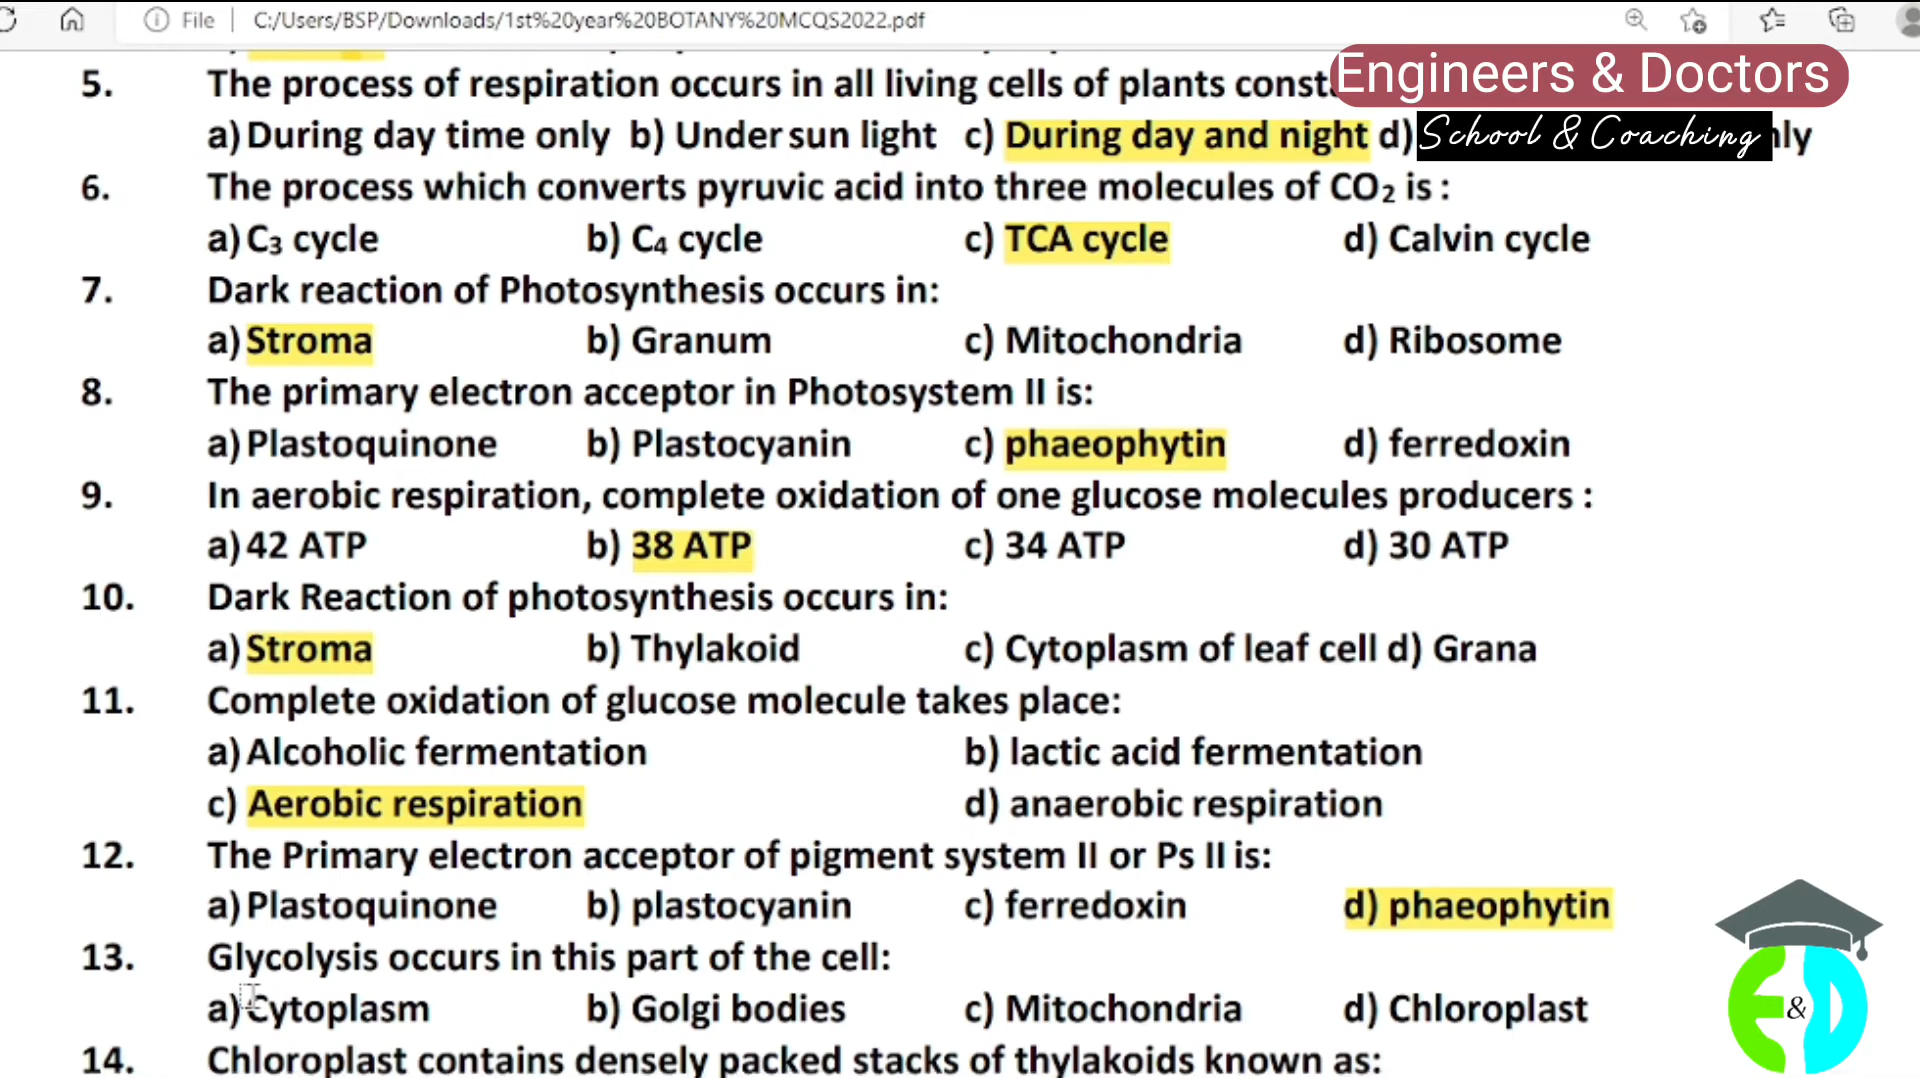 File C:/Users/BSP/Downloads/1st%20year%20BOTANY%20MCQS2022.pdf
Engineers & Doctors
School & Coaching
5. The process of respiration occurs in all living cells of plants
a) During day time only b) Under sun light c) During day and night d)
6. The process which converts pyruvic acid into three molecules of CO₂ is :
a) C₃ cycle b) C₄ cycle c) TCA cycle d) Calvin cycle
7. Dark reaction of Photosynthesis occurs in:
a) Stroma b) Granum c) Mitochondria d) Ribosome
8. The primary electron acceptor in Photosystem II is:
a) Plastoquinone b) Plastocyanin c) phaeophytin d) ferredoxin
9. In aerobic respiration, complete oxidation of one glucose molecules producers :
a) 42 ATP b) 38 ATP c) 34 ATP d) 30 ATP
10. Dark Reaction of photosynthesis occurs in:
a) Stroma b) Thylakoid c) Cytoplasm of leaf cell d) Grana
11. Complete oxidation of glucose molecule takes place:
a) Alcoholic fermentation b) lactic acid fermentation
c) Aerobic respiration d) anaerobic respiration
12. The Primary electron acceptor of pigment system II or Ps II is:
a) Plastoquinone b) plastocyanin c) ferredoxin d) phaeophytin
13. Glycolysis occurs in this part of the cell:
a) Cytoplasm b) Golgi bodies c) Mitochondria d) Chloroplast
14. Chloroplast contains densely packed stacks of thylakoids known as:
E & D